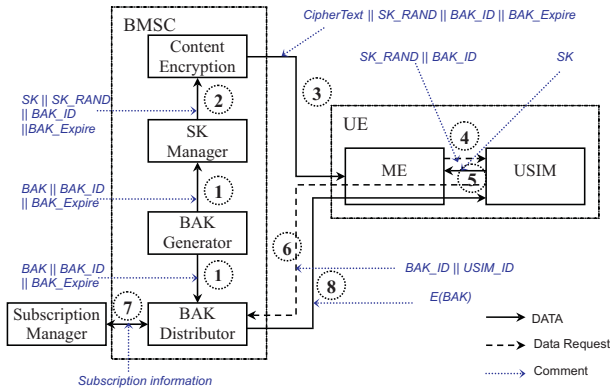 CipherText || SK_RAND || BAK_ID || BAK_Expire
BMSC
Content
Encryption
SK_RAND || BAK_ID
SK
3
2
SK || SK_RAND
|| BAK_ID
||BAK_Expire
UE
4
SK
Manager
ME
USIM
5
BAK || BAK_ID
|| BAK_Expire
1
BAK
Generator
6
BAK_ID || USIM_ID
BAK || BAK_ID
|| BAK_Expire
1
8
E(BAK)
Subscription
Manager
7
BAK
Distributor
DATA
Data Request
Comment
Subscription information